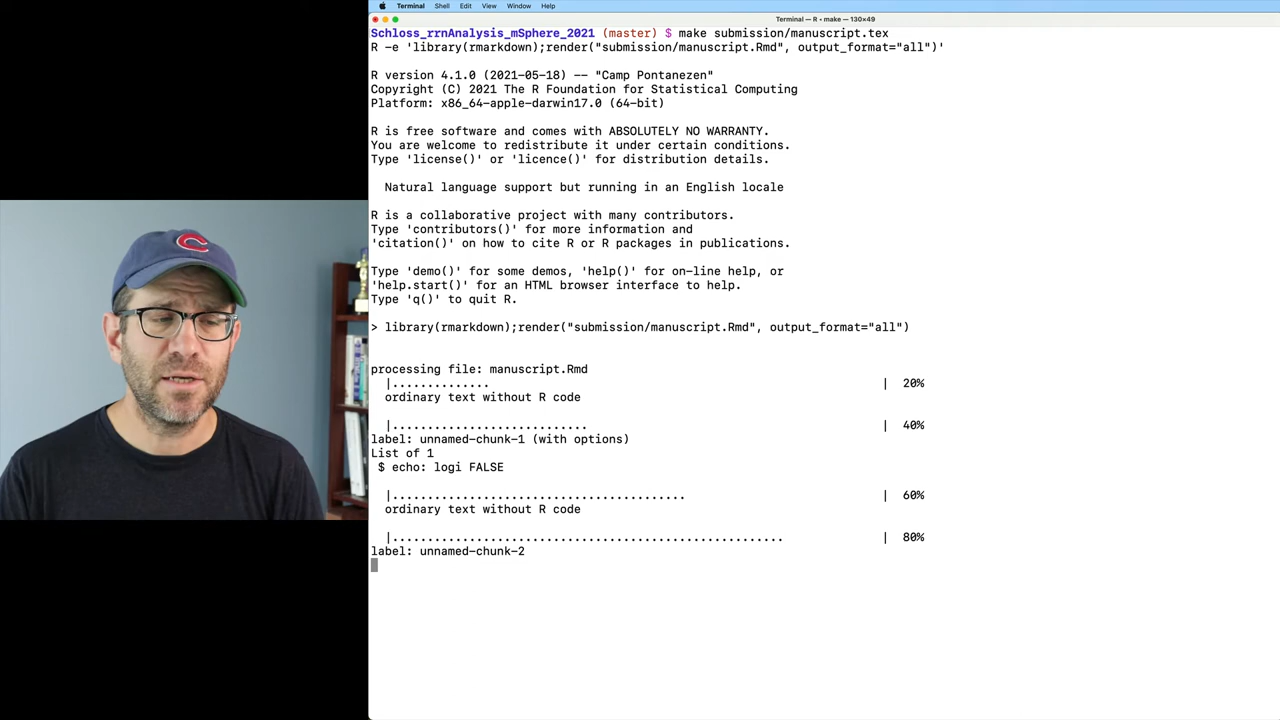 Terminal Shell Edit View Window Help
Terminal — R • make — 130×49
Schloss_rrnAnalysis_mSphere_2021 (master) $ make submission/manuscript.tex
R -e 'library(rmarkdown);render("submission/manuscript.Rmd", output_format="all")'
R version 4.1.0 (2021-05-18) -- "Camp Pontanezen"
Copyright (C) 2021 The R Foundation for Statistical Computing
Platform: x86_64-apple-darwin17.0 (64-bit)
R is free software and comes with ABSOLUTELY NO WARRANTY.
You are welcome to redistribute it under certain conditions.
Type 'license()' or 'licence()' for distribution details.
Natural language support but running in an English locale
R is a collaborative project with many contributors.
Type 'contributors()' for more information and
'citation()' on how to cite R or R packages in publications.
Type 'demo()' for some demos, 'help()' for on-line help, or
'help.start()' for an HTML browser interface to help.
Type 'q()' to quit R.
> library(rmarkdown);render("submission/manuscript.Rmd", output_format="all")
processing file: manuscript.Rmd
|.............. | 20%
ordinary text without R code
|............................ | 40%
label: unnamed-chunk-1 (with options)
List of 1
$ echo: logi FALSE
|.......................................... | 60%
ordinary text without R code
|........................................................ | 80%
label: unnamed-chunk-2